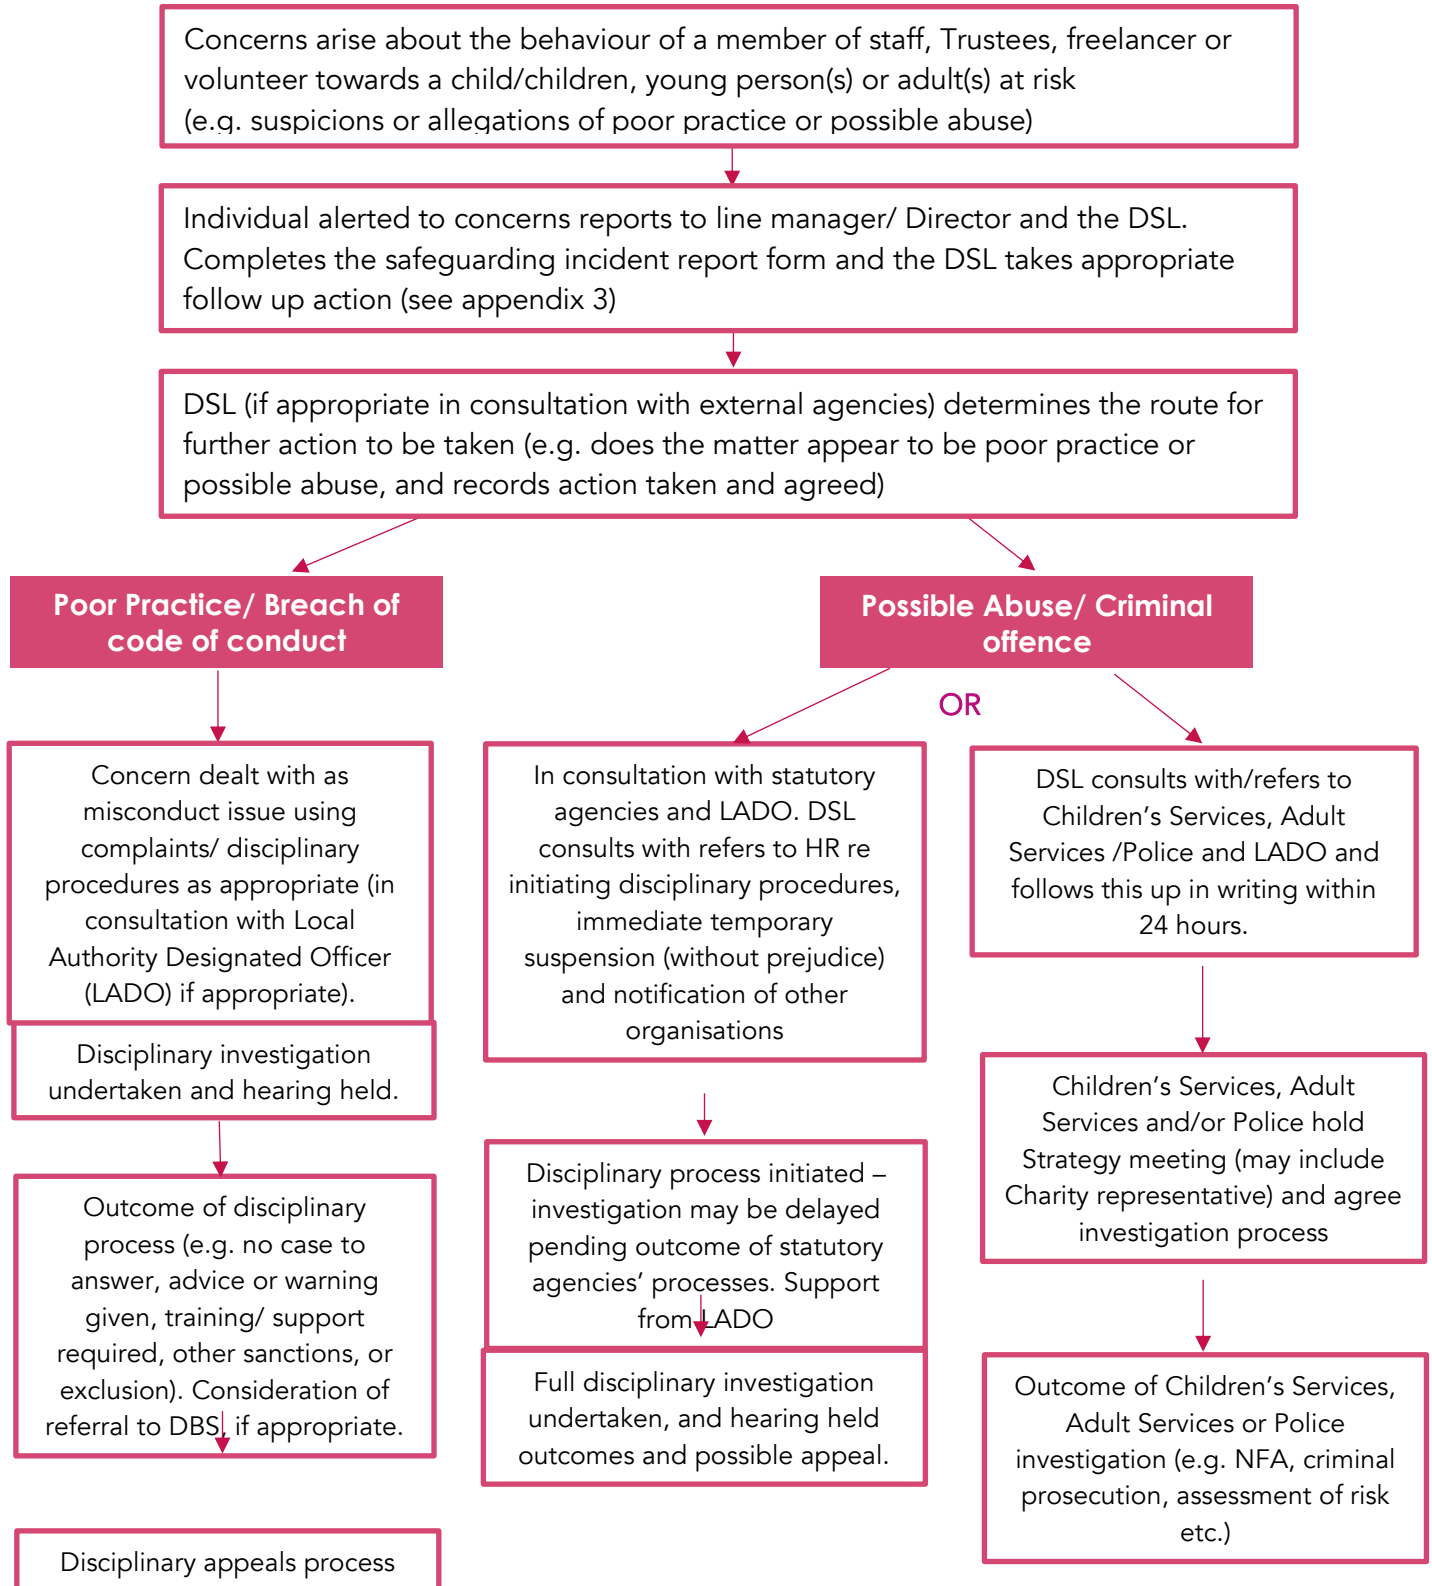 Concerns arise about the behaviour of a member of staff, Trustees, freelancer or
volunteer towards a child/children, young person(s) or adult(s) at risk
(e.g. suspicions or allegations of poor practice or possible abuse)
Individual alerted to concerns reports to line manager/ Director and the DSL.
Completes the safeguarding incident report form and the DSL takes appropriate
follow up action (see appendix 3)
DSL (if appropriate in consultation with external agencies) determines the route for
further action to be taken (e.g. does the matter appear to be poor practice or
possible abuse, and records action taken and agreed)
Poor Practice/ Breach of
code of conduct
Possible Abuse/ Criminal
offence
OR
Concern dealt with as
misconduct issue using
complaints/ disciplinary
procedures as appropriate (in
consultation with Local
Authority Designated Officer
(LADO) if appropriate).
Disciplinary investigation
undertaken and hearing held.
Outcome of disciplinary
process (e.g. no case to
answer, advice or warning
given, training/ support
required, other sanctions, or
exclusion). Consideration of
referral to DBS, if appropriate.
Disciplinary appeals process
In consultation with statutory
agencies and LADO. DSL
consults with refers to HR re
initiating disciplinary procedures,
immediate temporary
suspension (without prejudice)
and notification of other
organisations
Disciplinary process initiated –
investigation may be delayed
pending outcome of statutory
agencies’ processes. Support
from LADO
Full disciplinary investigation
undertaken, and hearing held
outcomes and possible appeal.
DSL consults with/refers to
Children’s Services, Adult
Services /Police and LADO and
follows this up in writing within
24 hours.
Children’s Services, Adult
Services and/or Police hold
Strategy meeting (may include
Charity representative) and agree
investigation process
Outcome of Children’s Services,
Adult Services or Police
investigation (e.g. NFA, criminal
prosecution, assessment of risk
etc.)